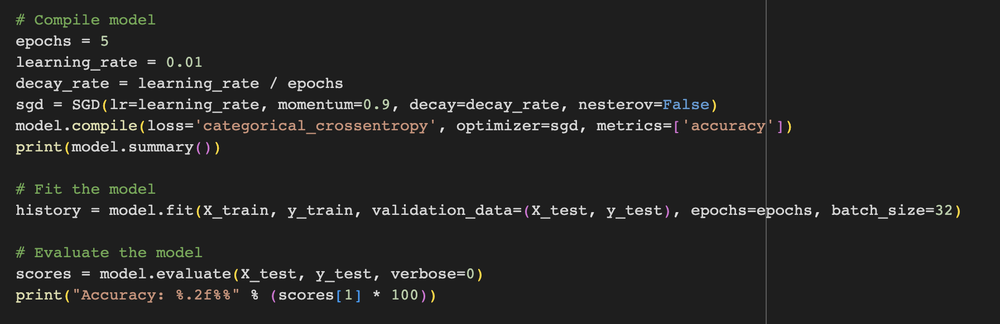 # Compile model
epochs = 5
learning_rate = 0.01
decay_rate = learning_rate / epochs
sgd = SGD(lr=learning_rate, momentum=0.9, decay=decay_rate, nesterov=False)
model.compile(loss='categorical_crossentropy', optimizer=sgd, metrics=['accuracy'])
print(model.summary())
# Fit the model
history = model.fit(X_train, y_train, validation_data=(X_test, y_test), epochs=epochs, batch_size=32)
# Evaluate the model
scores = model.evaluate(X_test, y_test, verbose=0)
print("Accuracy: %.2f%%" % (scores[1] * 100))